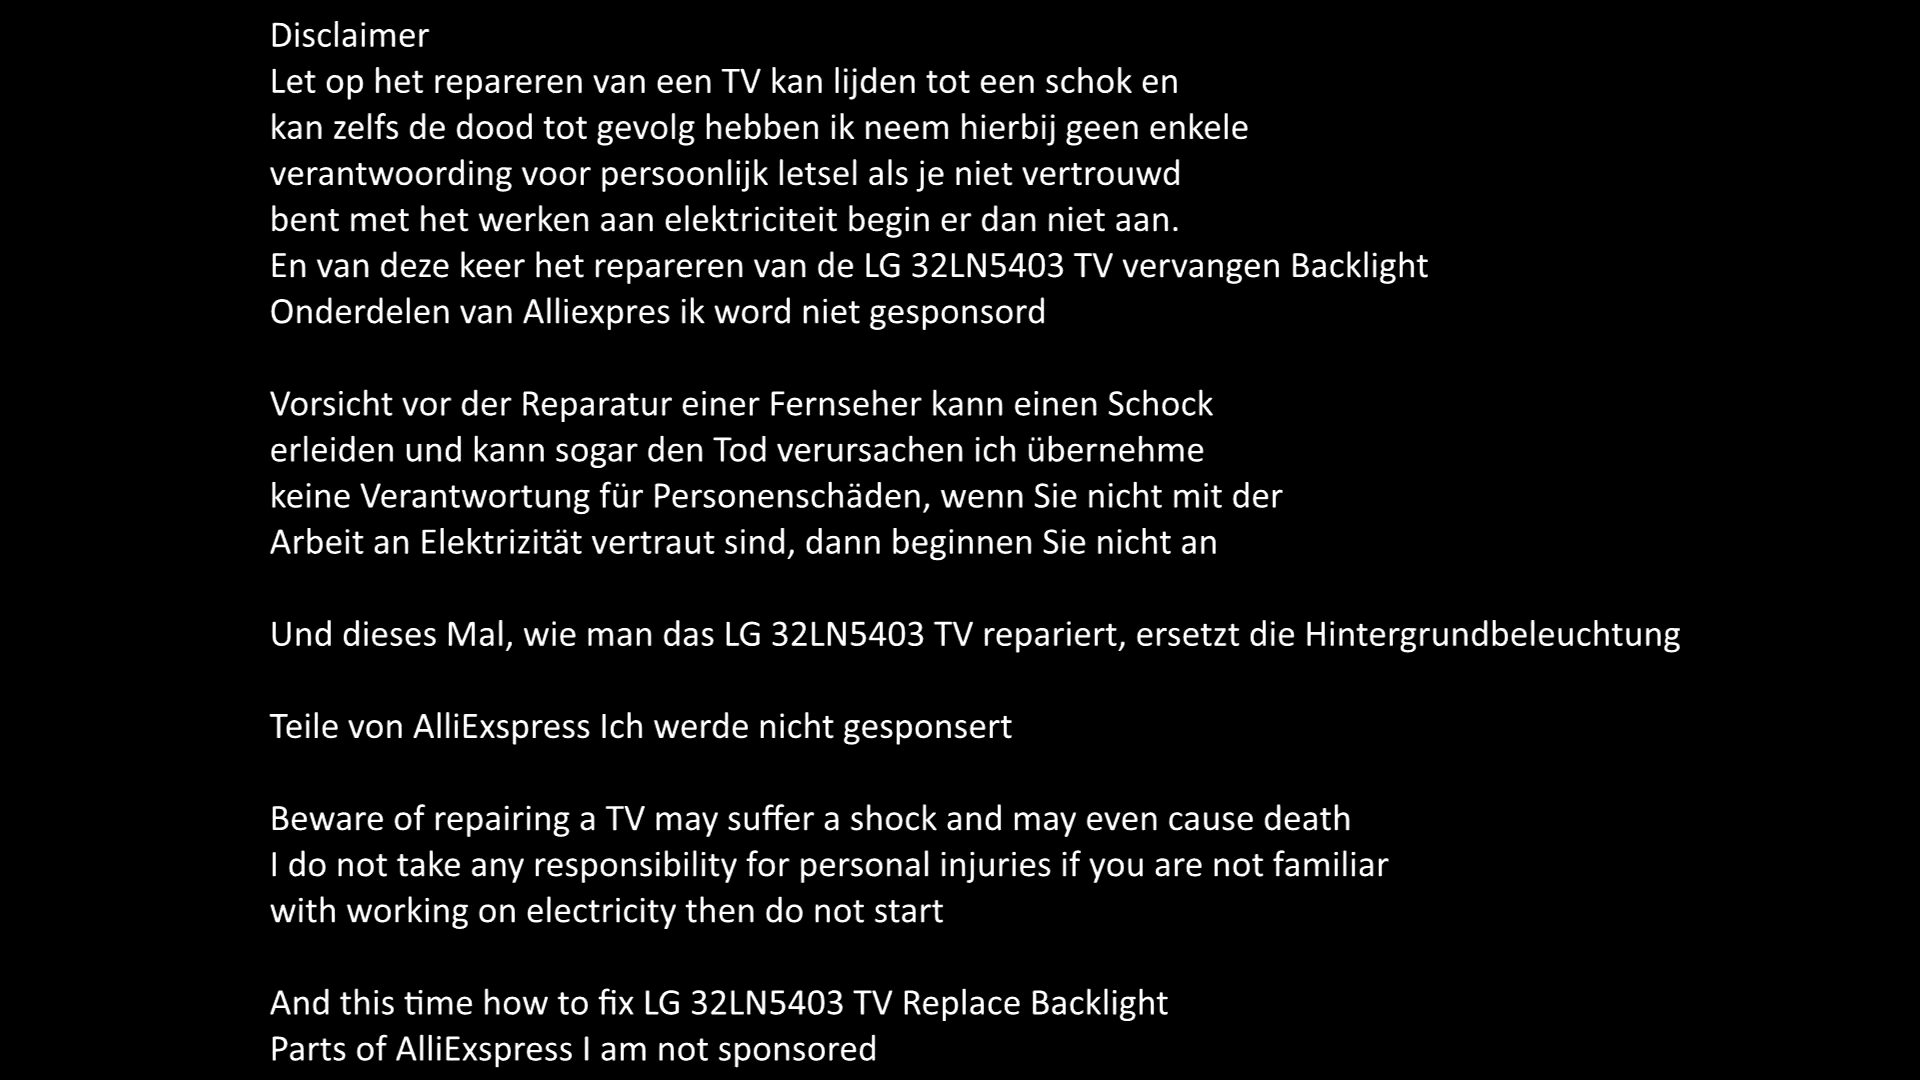 Disclaimer
Let op het repareren van een TV kan lijden tot een schok en
kan zelfs de dood tot gevolg hebben ik neem hierbij geen enkele
verantwoording voor persoonlijk letsel als je niet vertrouwd
bent met het werken aan elektriciteit begin er dan niet aan.
En van deze keer het repareren van de LG 32LN5403 TV vervangen Backlight
Onderdelen van Alliexpres ik word niet gesponsord
Vorsicht vor der Reparatur einer Fernseher kann einen Schock
erleiden und kann sogar den Tod verursachen ich übernehme
keine Verantwortung für Personenschäden, wenn Sie nicht mit der
Arbeit an Elektrizität vertraut sind, dann beginnen Sie nicht an
Und dieses Mal, wie man das LG 32LN5403 TV repariert, ersetzt die Hintergrundbeleuchtung
Teile von AlliExspress Ich werde nicht gesponsert
Beware of repairing a TV may suffer a shock and may even cause death
I do not take any responsibility for personal injuries if you are not familiar
with working on electricity then do not start
And this time how to fix LG 32LN5403 TV Replace Backlight
Parts of AlliExspress I am not sponsored